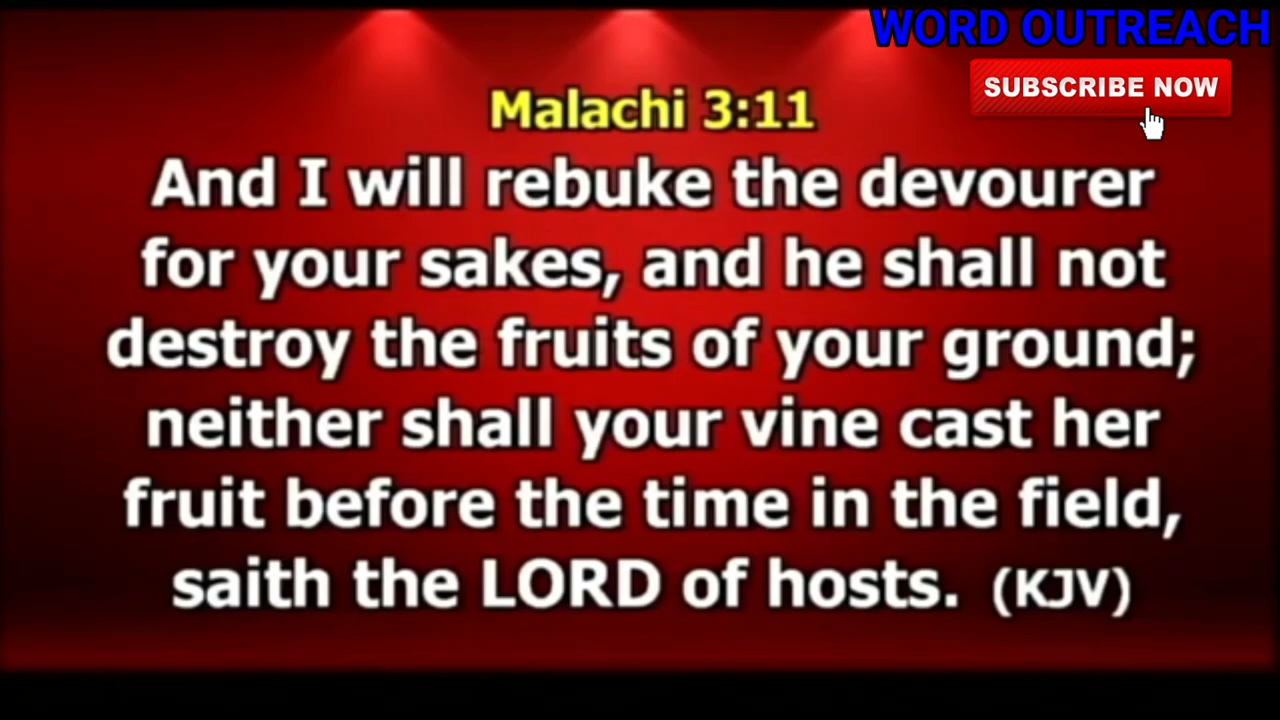 WORD OUTREACH
SUBSCRIBE NOW
Malachi 3:11
And I will rebuke the devourer
for your sakes, and he shall not
destroy the fruits of your ground;
neither shall your vine cast her
fruit before the time in the field,
saith the LORD of hosts. (KJV)